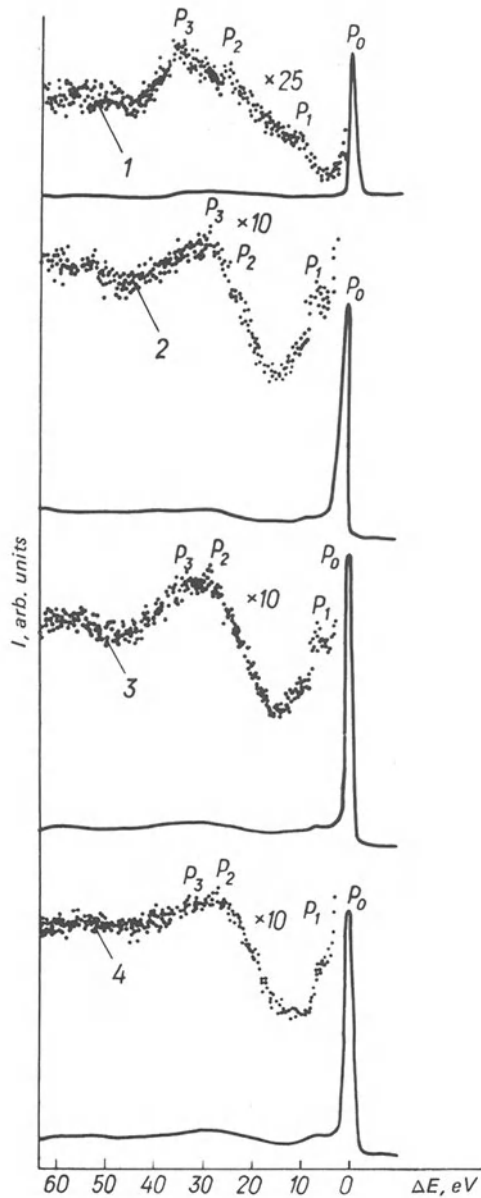 P₃ P₂ P₀
×25
P₁
1
P₃ ×10
P₂ P₁
P₀
2
I, arb. units
P₃ P₂ P₀
×10 P₁
3
P₃ P₂
×10 P₁ P₀
4
60 50 40 30 20 10 0 ΔE, eV